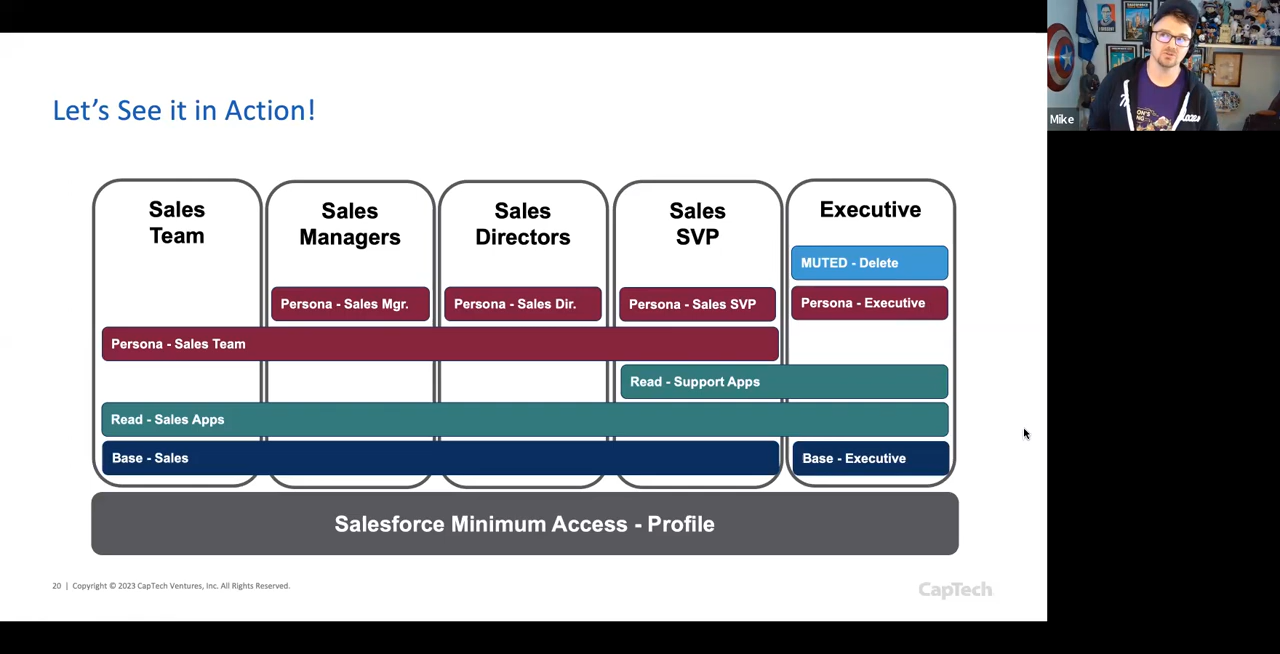 Let's See it in Action!
Sales
Team
Sales
Managers
Sales
Directors
Sales
SVP
Executive
MUTED - Delete
Persona - Sales Mgr.
Persona - Sales Dir.
Persona - Sales SVP
Persona - Executive
Persona - Sales Team
Read - Support Apps
Read - Sales Apps
Base - Sales
Base - Executive
Salesforce Minimum Access - Profile
20 | Copyright © 2023 CapTech Ventures, Inc. All Rights Reserved.
CapTech
Mike